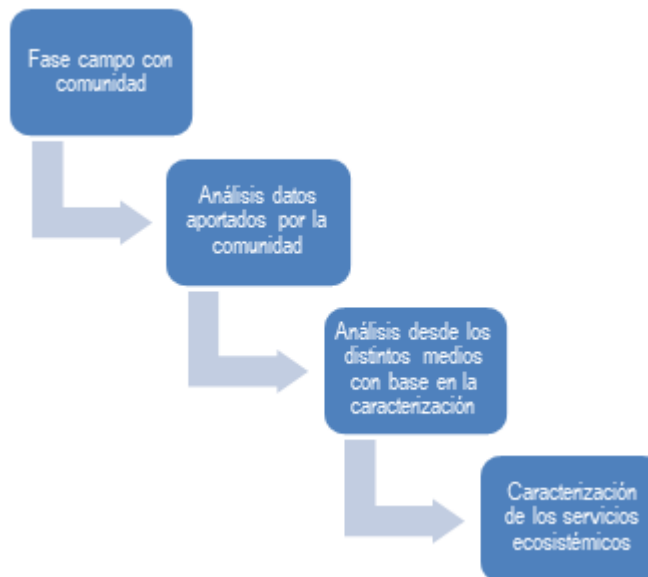 Fase campo con
comunidad
Análisis datos
aportados por la
comunidad
Análisis desde los
distintos medios
con base en la
caracterización
Caracterización
de los servicios
ecosistémicos